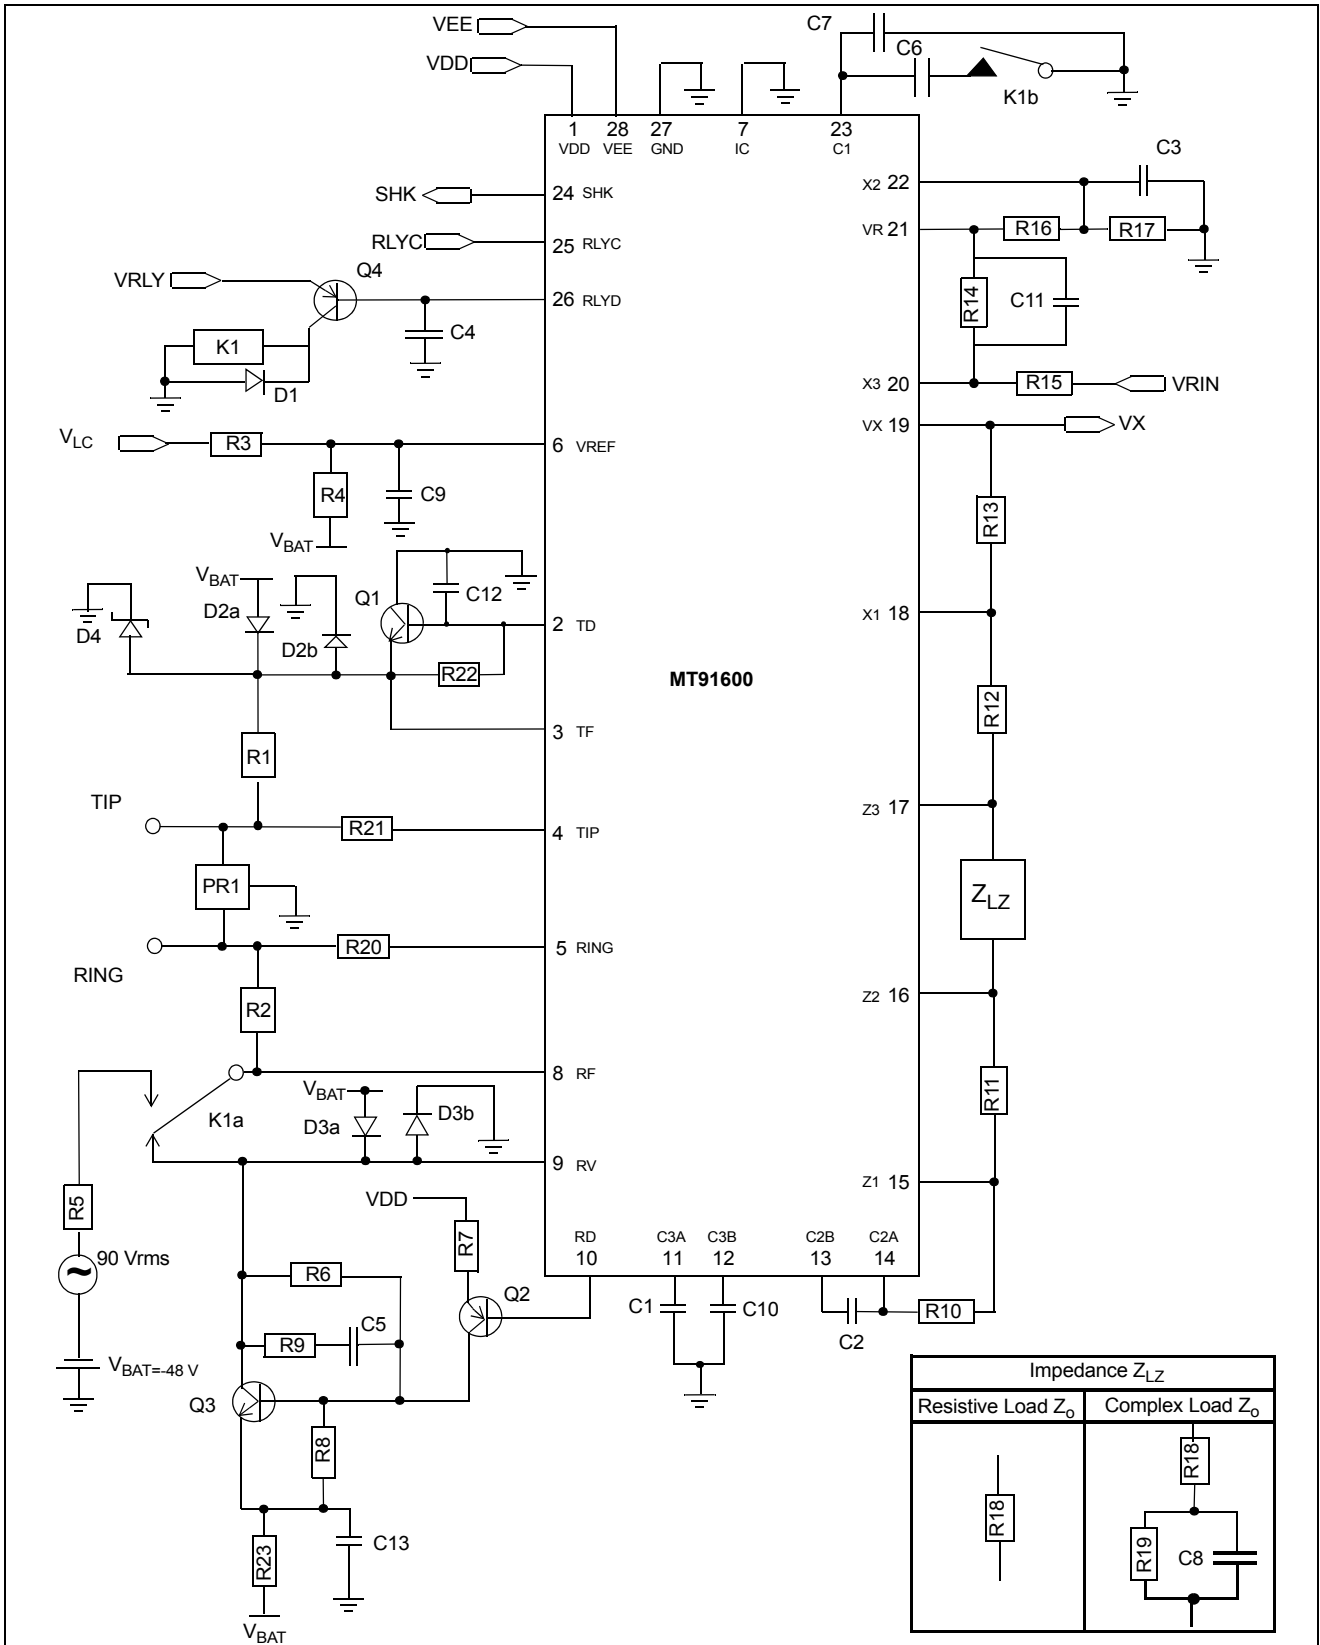 VEE
VDD
C7
C6
K1b
1 28 27 7 23
VDD VEE GND IC C1
C3
SHK
24 SHK
X2 22
RLYC
25 RLYC
VR 21
R16
R17
VRLY
Q4
26 RLYD
R14
C11
C4
K1
D1
X3 20
R15
VRIN
VLC
R3
6 VREF
VX 19
VX
R4
C9
VBAT
R13
VBAT
D2a
D4
D2b
Q1
C12
2 TD
X1 18
R22
MT91600
R12
3 TF
R1
TIP
R21
4 TIP
Z3 17
PR1
ZLZ
RING
R20
5 RING
R2
Z2 16
8 RF
R11
K1a
VBAT
D3a
D3b
9 RV
Z1 15
R5
VDD
R7
RD C3A C3B C2B C2A
10 11 12 13 14
90 Vrms
~
R6
Q2
C1
C10
C2
R10
R9
C5
VBAT=-48 V
Q3
R8
R23
C13
VBAT
Impedance ZLZ
Resistive Load Zo
Complex Load Zo
R18
R18
R19
C8